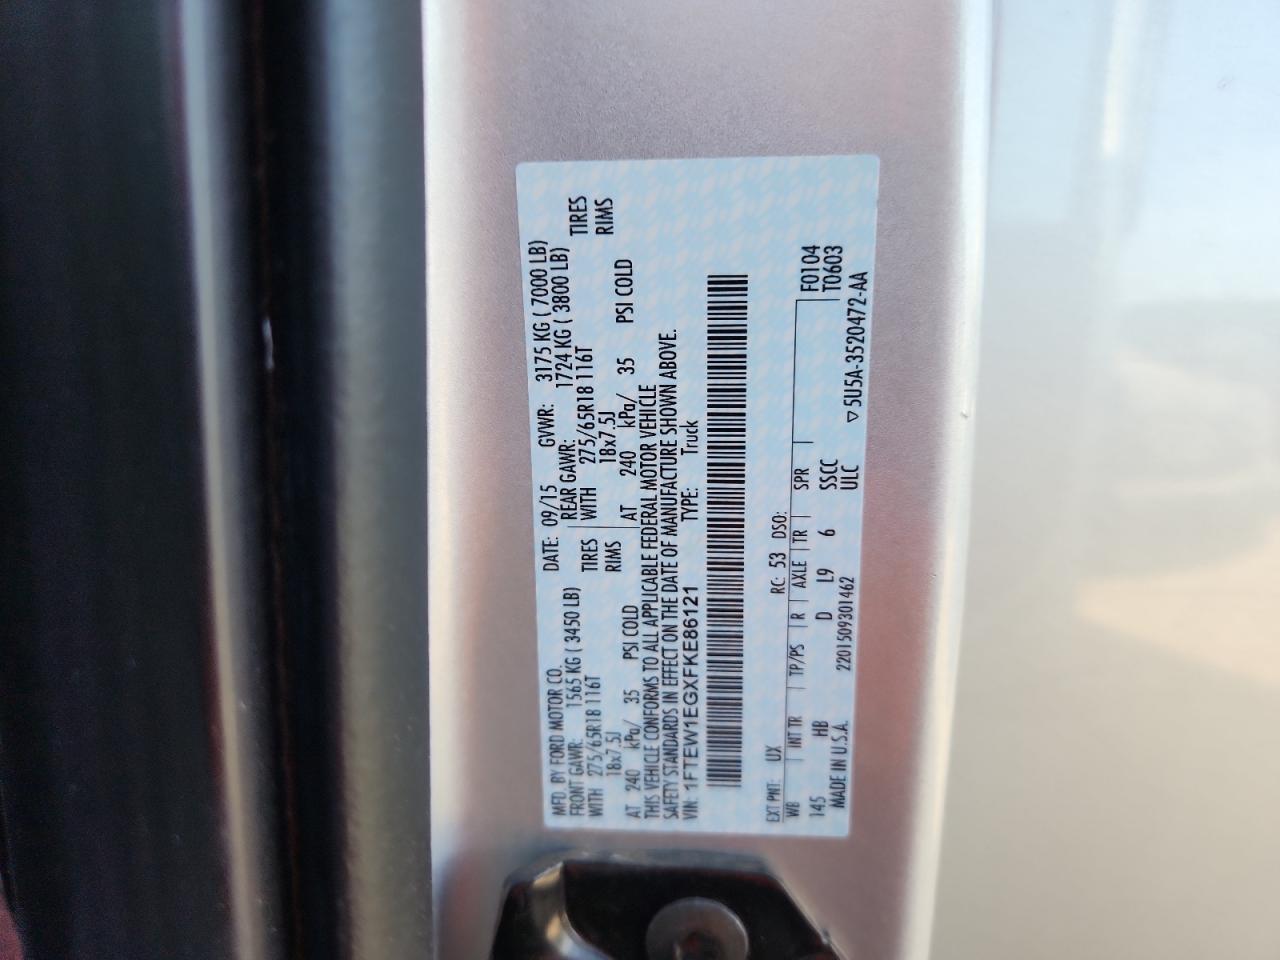 MFD. BY FORD MOTOR CO.
DATE: 09/15 GVWR: 3175 KG ( 7000 LB)
FRONT GAWR: 1565 KG ( 3450 LB)
REAR GAWR: 1724 KG ( 3800 LB)
WITH 275/65R18 116T TIRES
WITH 275/65R18 116T TIRES
18x7.5J RIMS
18x7.5J RIMS
AT 240 kPa/ 35 PSI COLD
AT 240 kPa/ 35 PSI COLD
THIS VEHICLE CONFORMS TO ALL APPLICABLE FEDERAL MOTOR VEHICLE
SAFETY STANDARDS IN EFFECT ON THE DATE OF MANUFACTURE SHOWN ABOVE.
VIN: 1FTEW1EGXFKE86121 TYPE: Truck
EXT PNT: UX RC: 53 DSO:
WB INT TR TP/PS R AXLE TR SPR F0104
145 HB D L9 6 SSCC T0603
MADE IN U.S.A. 2201509301462 ULC ▽5U5A-3520472-AA